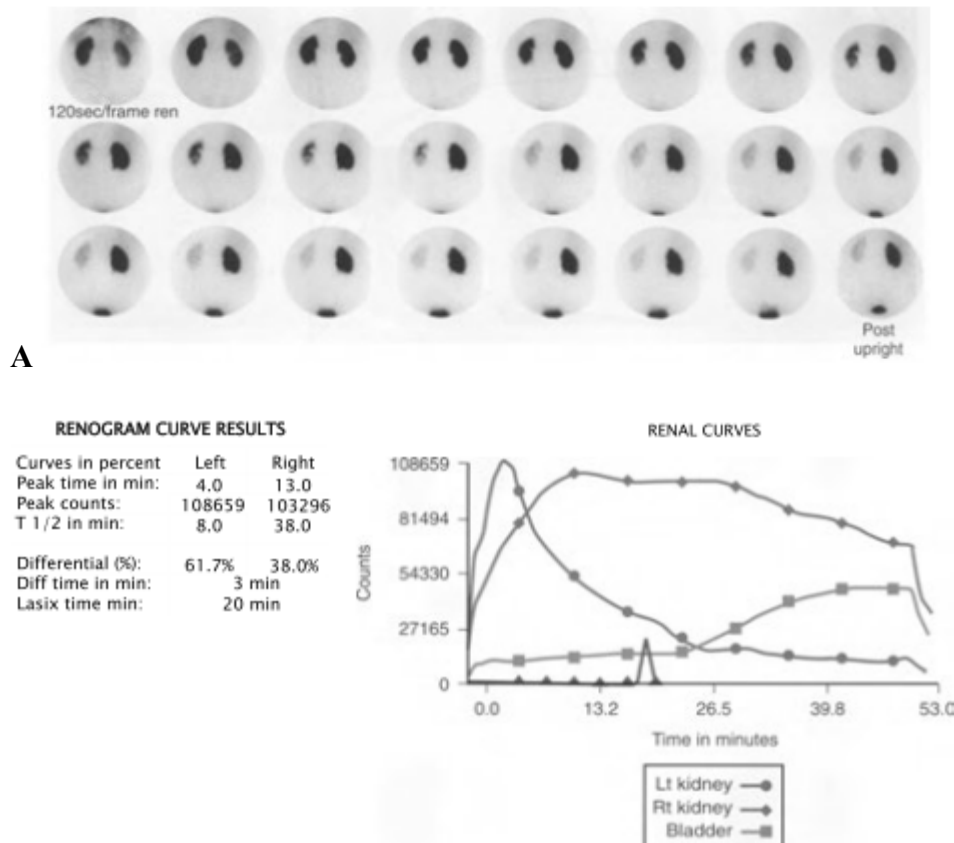 120sec/frame ren
Post
upright
A
RENOGRAM CURVE RESULTS
Curves in percent Left Right
Peak time in min: 4.0 13.0
Peak counts: 108659 103296
T 1/2 in min: 8.0 38.0
Differential (%): 61.7% 38.0%
Diff time in min: 3 min
Lasix time min: 20 min
RENAL CURVES
108659
81494
54330
27165
0
Counts
0.0 13.2 26.5 39.8 53.0
Time in minutes
Lt kidney
Rt kidney
Bladder